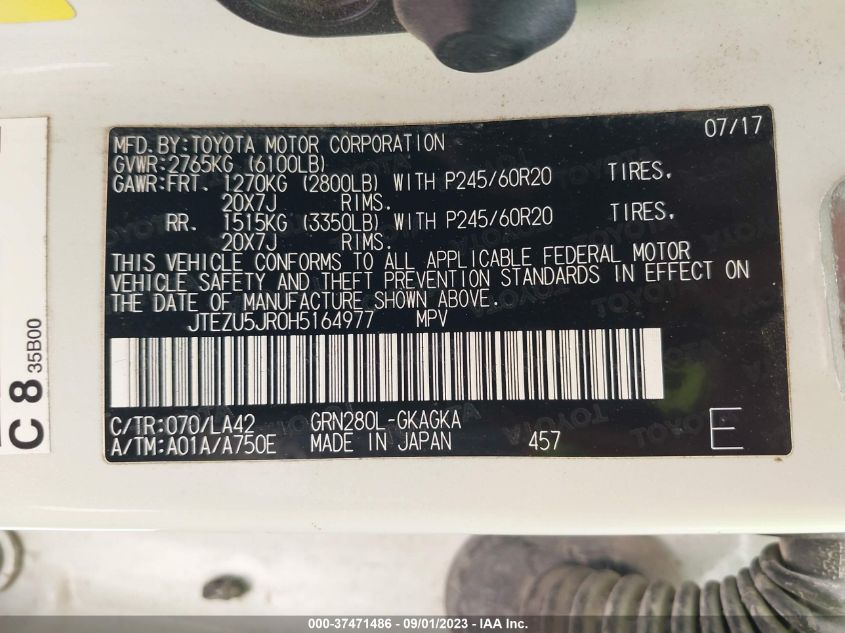 MFD.BY:TOYOTA MOTOR CORPORATION 07/17
GVWR:2765KG (6100LB)
GAWR:FRT. 1270KG (2800LB) WITH P245/60R20 TIRES,
20X7J RIMS.
RR. 1515KG (3350LB) WITH P245/60R20 TIRES,
20X7J RIMS.
THIS VEHICLE CONFORMS TO ALL APPLICABLE FEDERAL MOTOR
VEHICLE SAFETY AND THEFT PREVENTION STANDARDS IN EFFECT ON
THE DATE OF MANUFACTURE SHOWN ABOVE.
JTEZU5JR0H5164977 MPV
C/TR:070/LA42 GRN280L-GKAGKA
A/TM:A01A/A750E MADE IN JAPAN 457 E
C 8 35B00
000-37471486 - 09/01/2023 - IAA Inc.